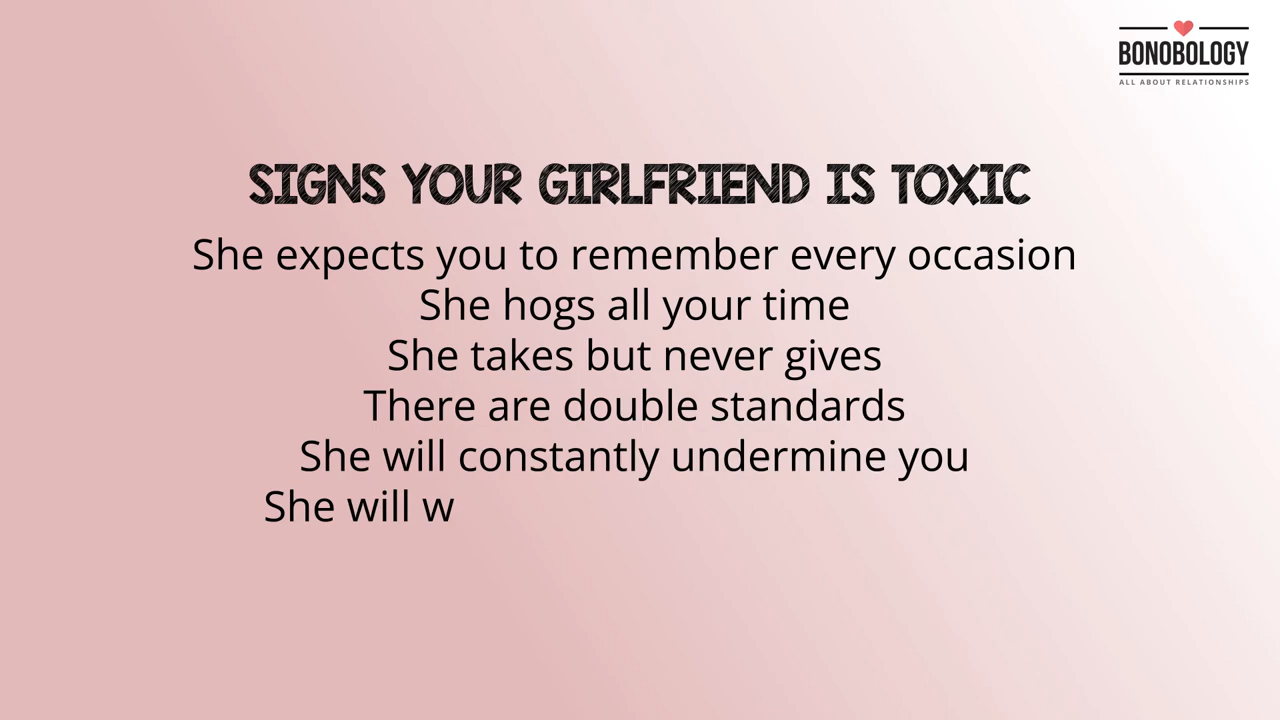 BONOBOLOGY
ALL ABOUT RELATIONSHIPS
SIGNS YOUR GIRLFRIEND IS TOXIC
She expects you to remember every occasion
She hogs all your time
She takes but never gives
There are double standards
She will constantly undermine you
She will w